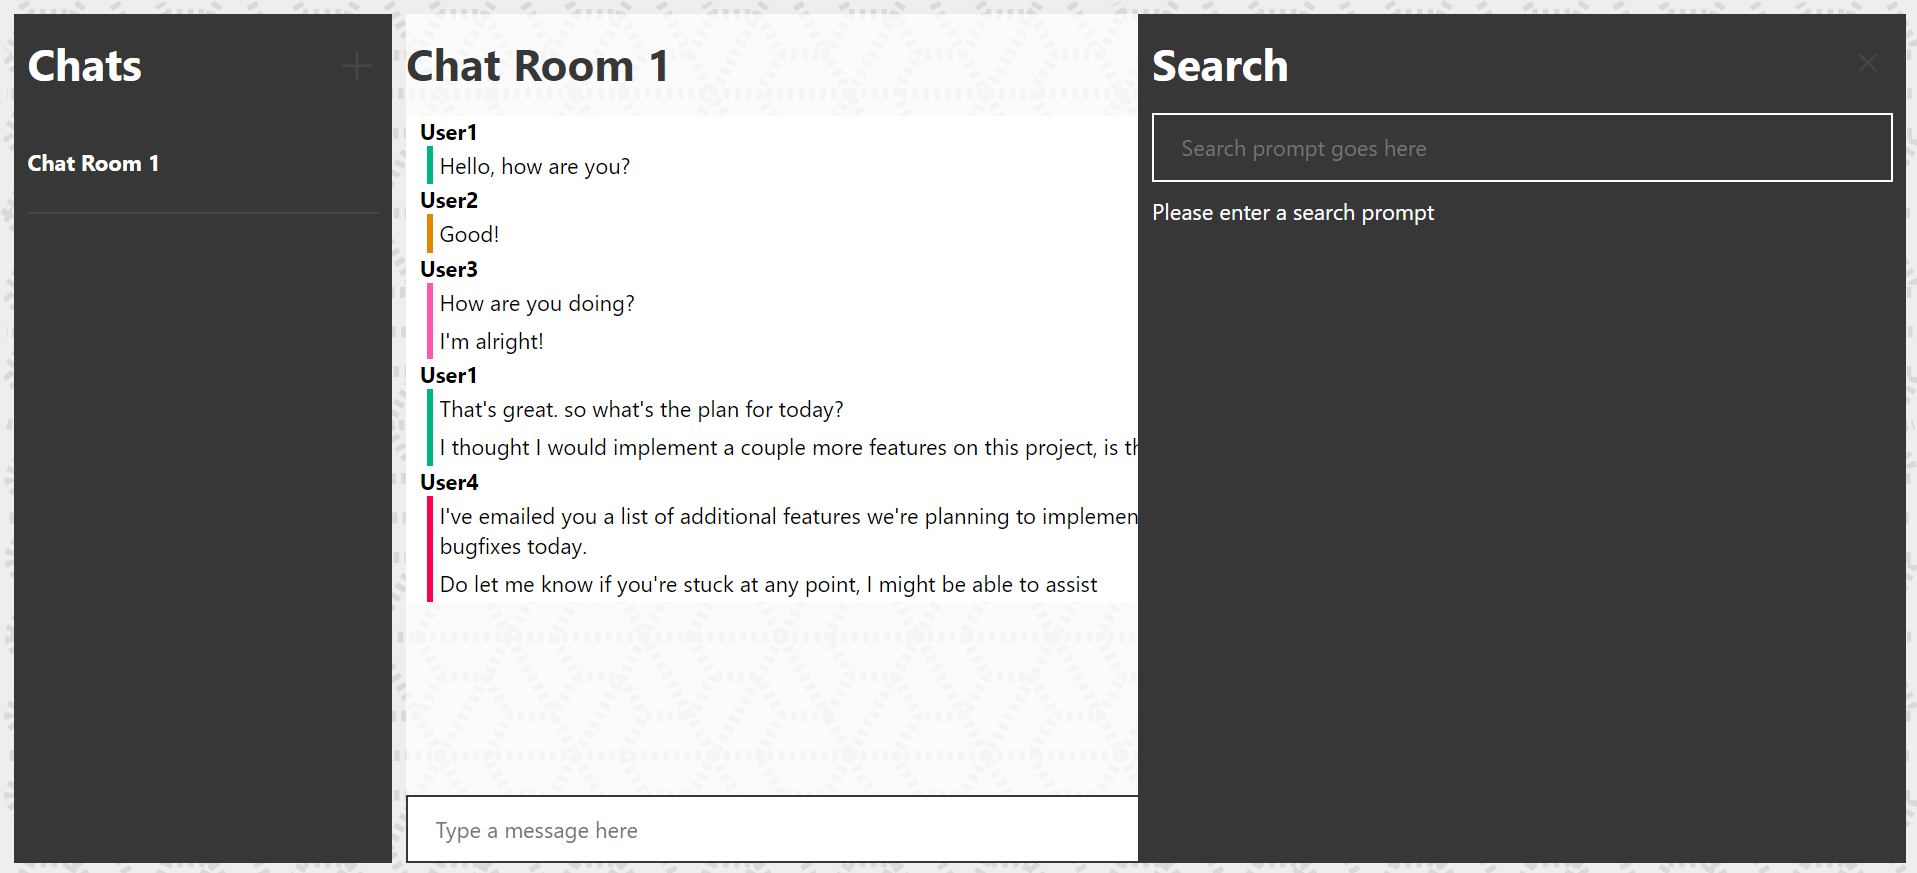 Chats
Chat Room 1
Chat Room 1
User1
Hello, how are you?
User2
Good!
User3
How are you doing?
I'm alright!
User1
That's great. so what's the plan for today?
I thought I would implement a couple more features on this project, is
User4
I've emailed you a list of additional features we're planning to
bugfixes today.
Do let me know if you're stuck at any point, I might be able to assist
Type a message here
Search
Search prompt goes here
Please enter a search prompt